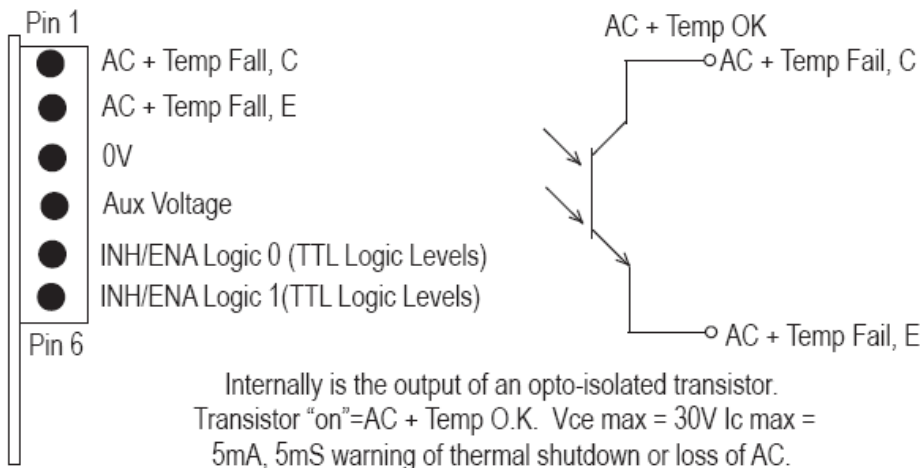 Pin 1
AC + Temp Fall, C
AC + Temp Fall, E
0V
Aux Voltage
INH/ENA Logic 0 (TTL Logic Levels)
INH/ENA Logic 1(TTL Logic Levels)
Pin 6
AC + Temp OK
AC + Temp Fail, C
AC + Temp Fail, E
Internally is the output of an opto-isolated transistor.
Transistor “on”=AC + Temp O.K. Vce max = 30V Ic max =
5mA, 5mS warning of thermal shutdown or loss of AC.